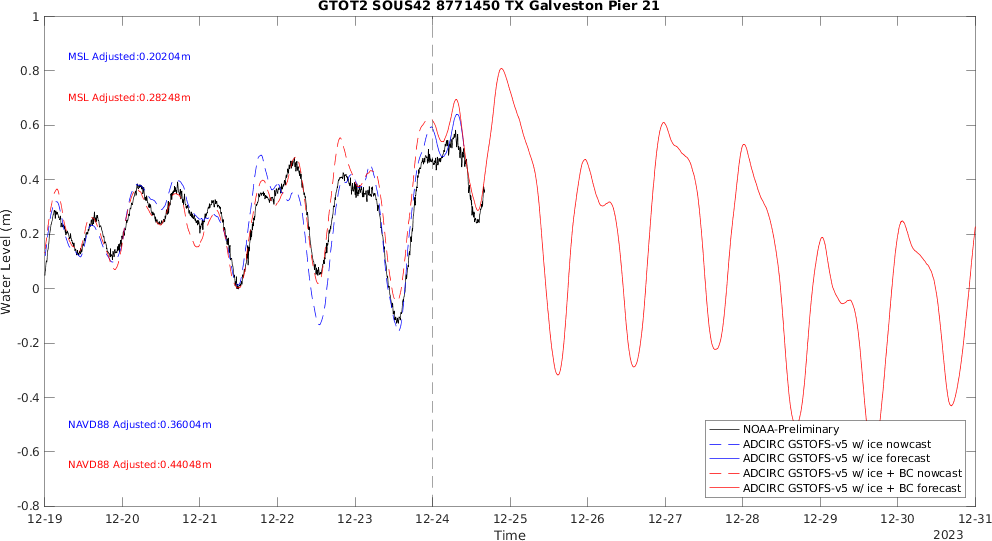 GTOT2 SOUS42 8771450 TX Galveston Pier 21
1
0.8
0.6
0.4
0.2
0
-0.2
-0.4
-0.6
-0.8
Water Level (m)
MSL Adjusted:0.20204m
MSL Adjusted:0.28248m
NAVD88 Adjusted:0.36004m
NAVD88 Adjusted:0.44048m
NOAA-Preliminary
ADCIRC GSTOFS-v5 w/ ice nowcast
ADCIRC GSTOFS-v5 w/ ice forecast
ADCIRC GSTOFS-v5 w/ ice + BC nowcast
ADCIRC GSTOFS-v5 w/ ice + BC forecast
12-19 12-20 12-21 12-22 12-23 12-24 12-25 12-26 12-27 12-28 12-29 12-30 12-31
Time
2023